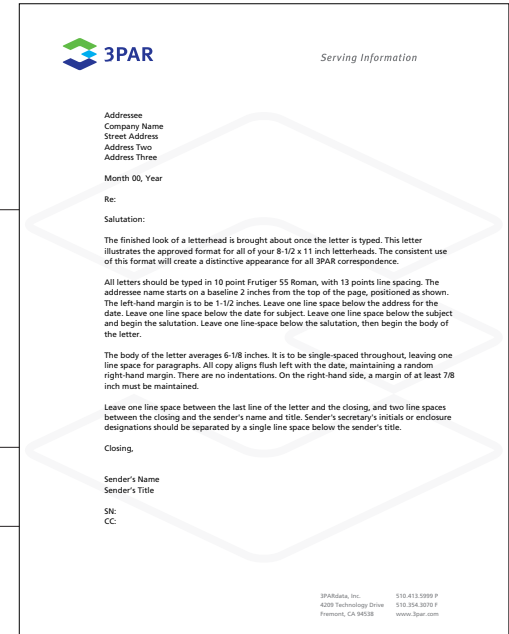 3PAR
Serving Information
Addressee
Company Name
Street Address
Address Two
Address Three
Month 00, Year
Re:
Salutation:
The finished look of a letterhead is brought about once the letter is typed. This letter
illustrates the approved format for all of your 8-1/2 x 11 inch letterheads. The consistent use
of this format will create a distinctive appearance for all 3PAR correspondence.
All letters should be typed in 10 point Frutiger 55 Roman, with 13 points line spacing. The
addressee name starts on a baseline 2 inches from the top of the page, positioned as shown.
The left-hand margin is to be 1-1/2 inches. Leave one line space below the address for the
date. Leave one line space below the date for subject. Leave one line space below the subject
and begin the salutation. Leave one line-space below the salutation, then begin the body of
the letter.
The body of the letter averages 6-1/8 inches. It is to be single-spaced throughout, leaving one
line space for paragraphs. All copy aligns flush left with the date, maintaining a random
right-hand margin. There are no indentations. On the right-hand side, a margin of at least 7/8
inch must be maintained.
Leave one line space between the last line of the letter and the closing, and two line spaces
between the closing and the sender's name and title. Sender's secretary's initials or enclosure
designations should be separated by a single line space below the sender's title.
Closing,
Sender's Name
Sender's Title
SN:
CC:
3PARdata, Inc. 510.413.5999 P
4209 Technology Drive 510.354.3070 F
Fremont, CA 94538 www.3par.com